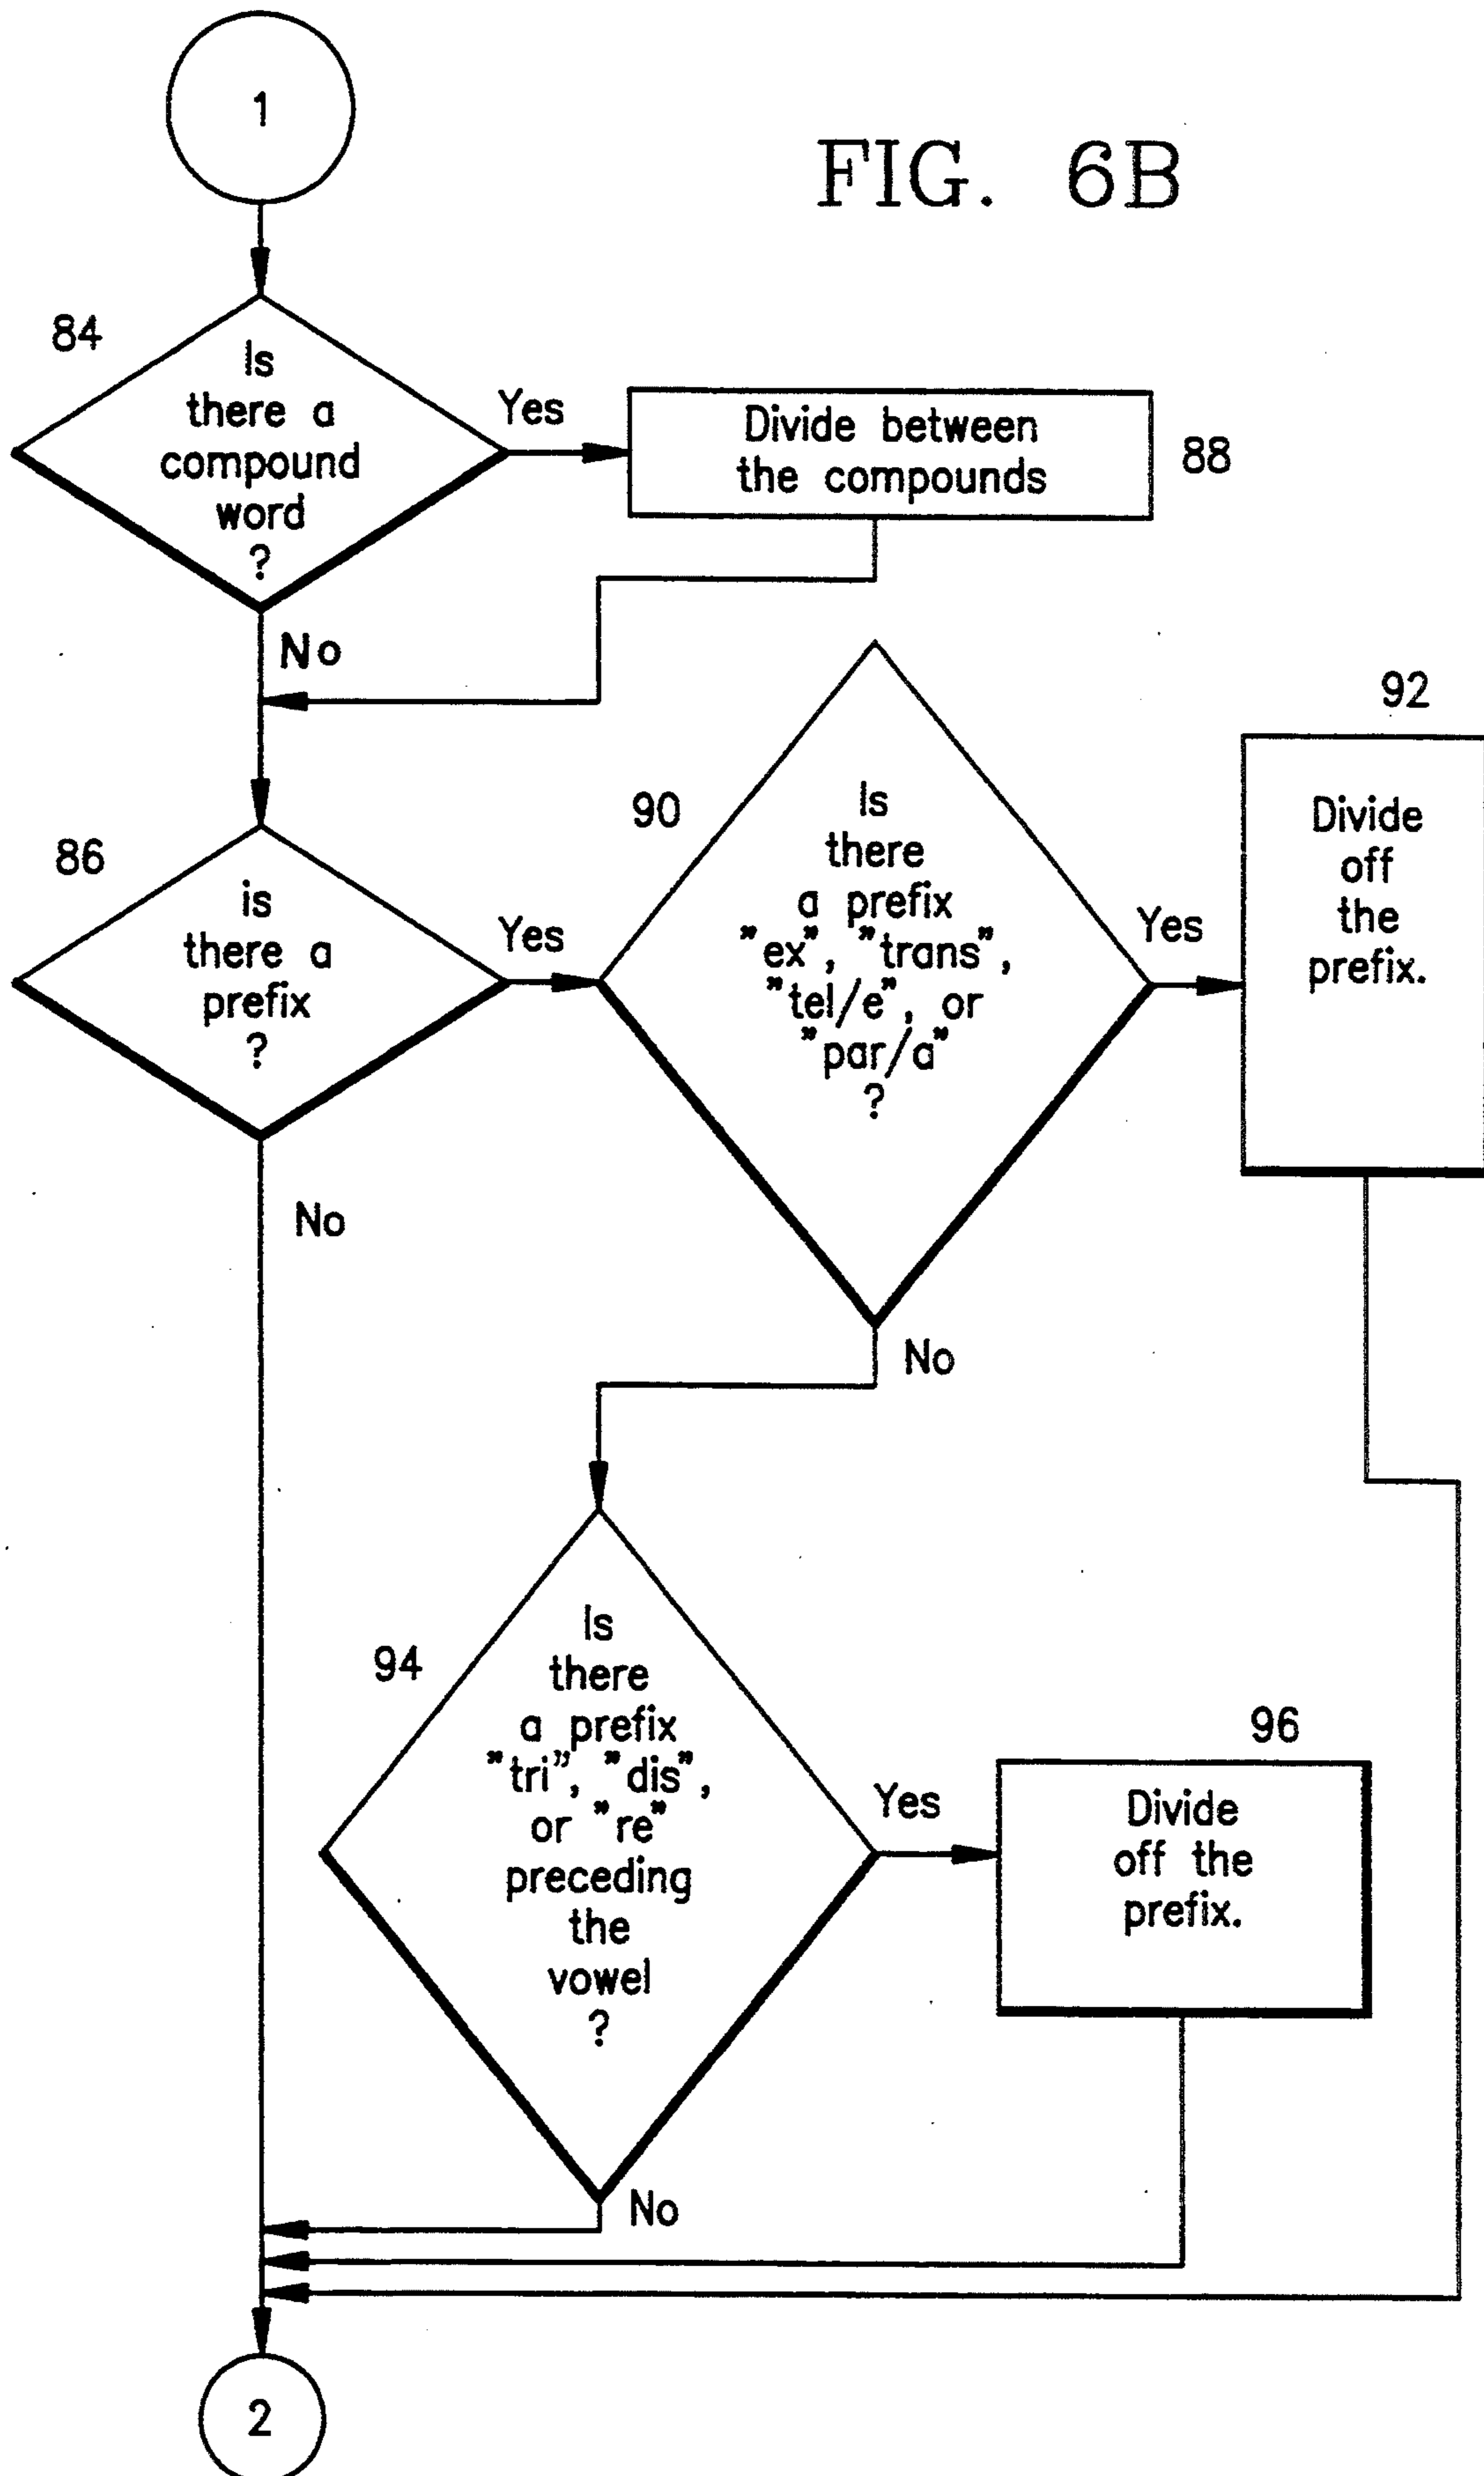 1
FIG. 6B
84
Is
there a
compound
word
?
Yes
Divide between
the compounds
88
No
86
is
there a
prefix
?
Yes
90
Is
there
a prefix
"ex", "trans",
"tel/e", or
"par/a"
?
Yes
92
Divide
off
the
prefix.
No
No
94
Is
there
a prefix
"tri", "dis",
or "re"
preceding
the
vowel
?
Yes
96
Divide
off the
prefix.
No
2